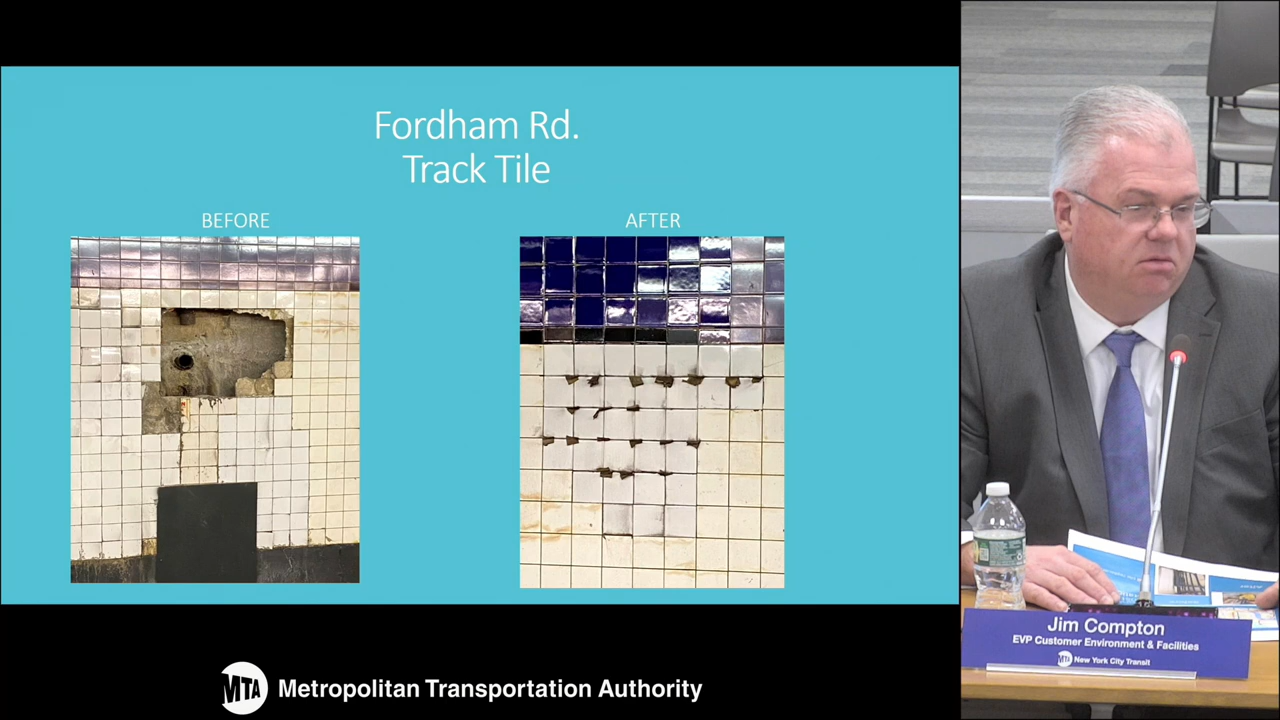 Fordham Rd.
Track Tile
BEFORE
AFTER
MTA Metropolitan Transportation Authority
Jim Compton
EVP Customer Environment & Facilities
MTA New York City Transit